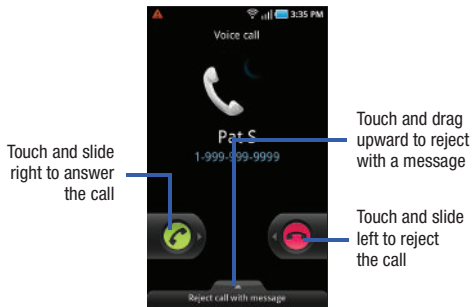 3:35 PM
Voice call
Pat S
1-999-999-9999
Reject call with message
Touch and slide
right to answer
the call
Touch and drag
upward to reject
with a message
Touch and slide
left to reject
the call